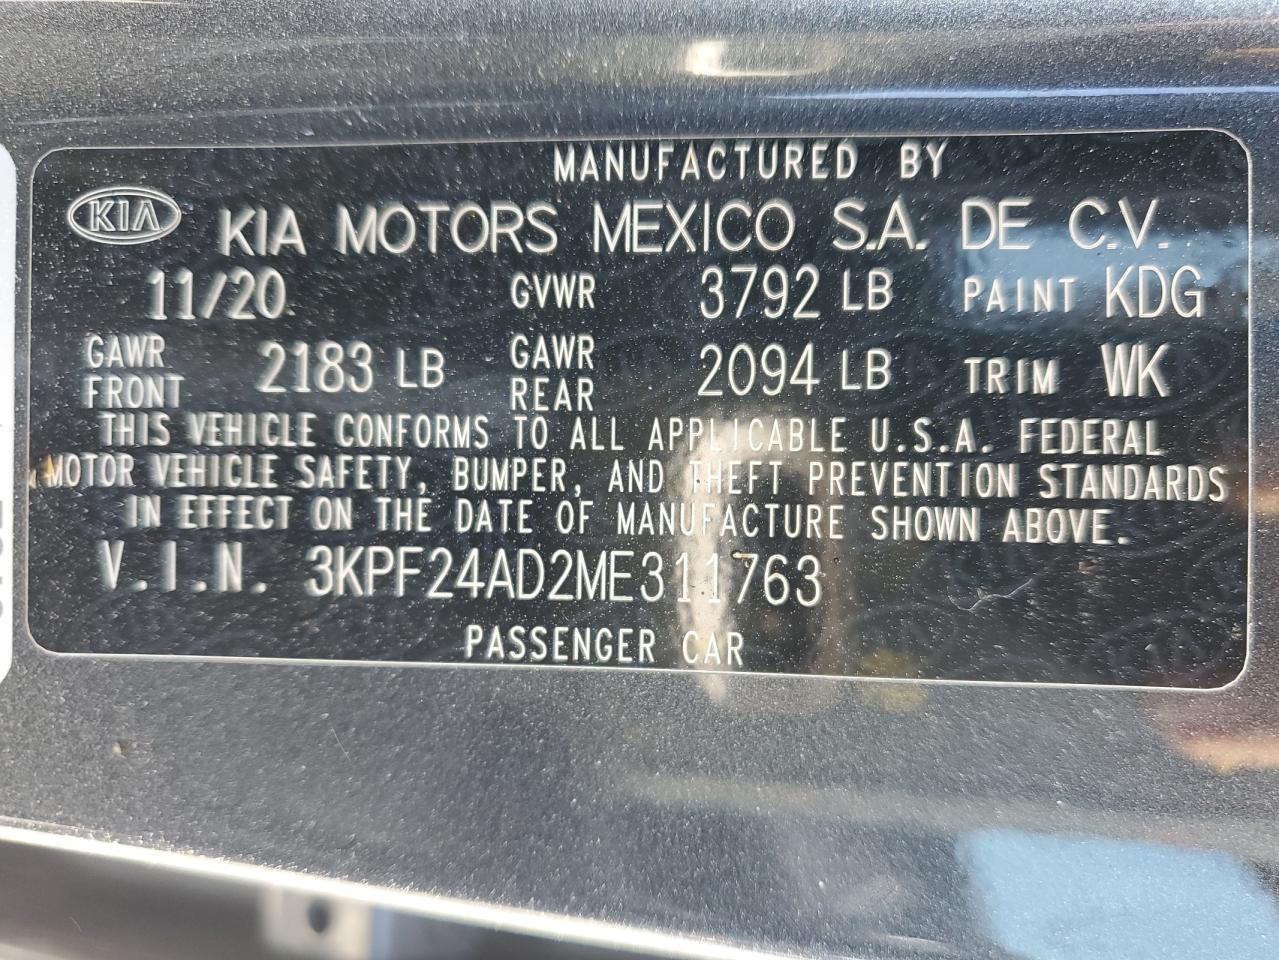 MANUFACTURED BY
KIA KIA MOTORS MEXICO S.A. DE C.V.
11/20 GVWR 3792 LB PAINT KDG
GAWR FRONT 2183 LB GAWR REAR 2094 LB TRIM WK
THIS VEHICLE CONFORMS TO ALL APPLICABLE U.S.A. FEDERAL
MOTOR VEHICLE SAFETY, BUMPER, AND THEFT PREVENTION STANDARDS
IN EFFECT ON THE DATE OF MANUFACTURE SHOWN ABOVE.
V.I.N. 3KPF24AD2ME311763
PASSENGER CAR